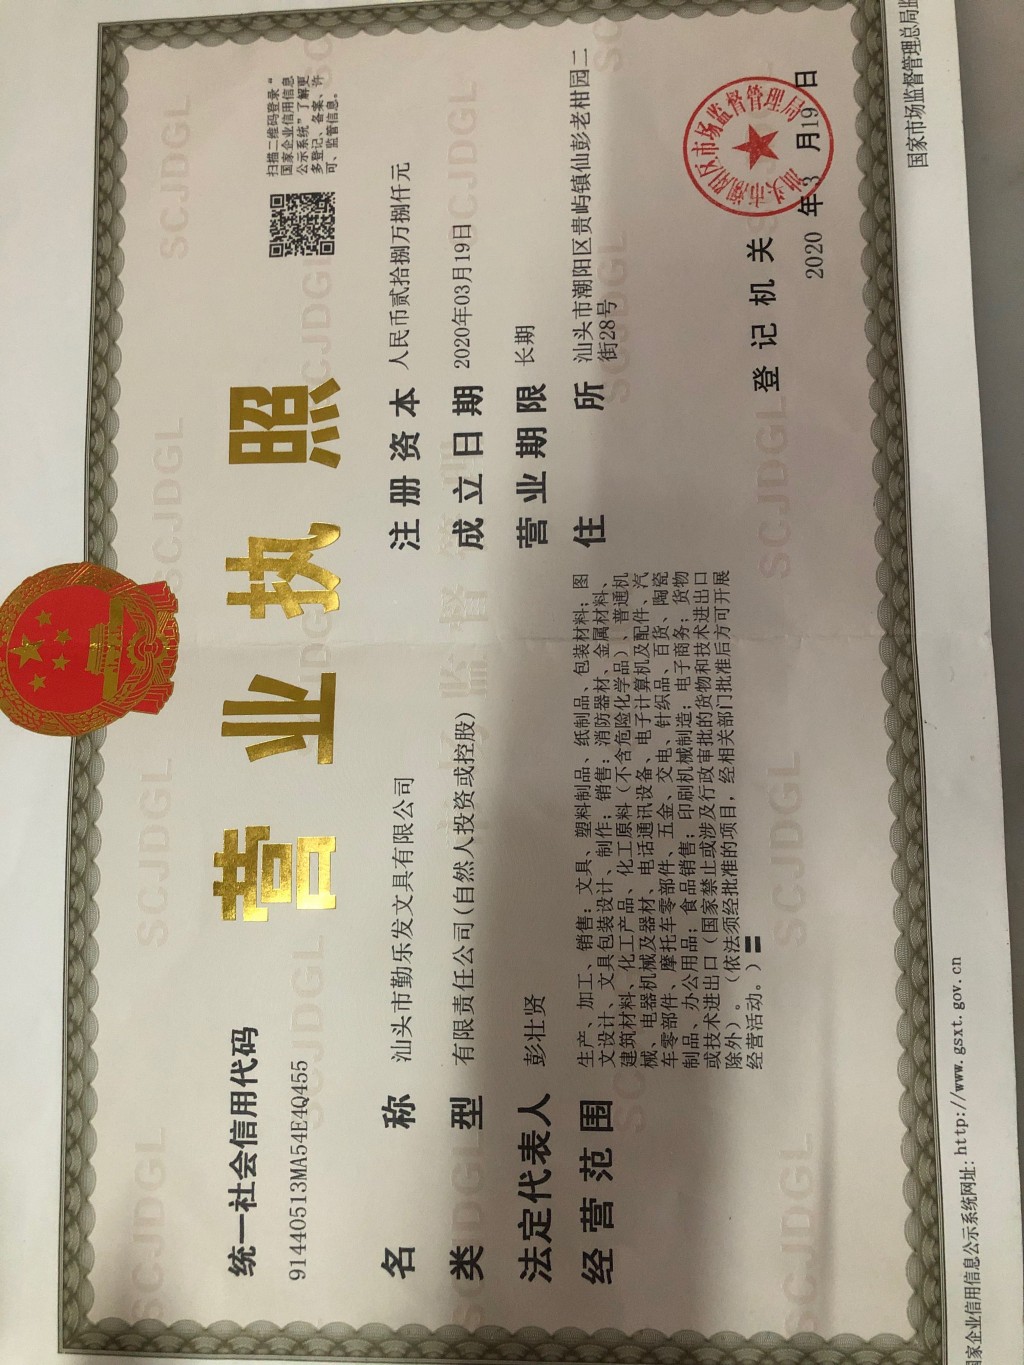 营业执照
扫描二维码登录“
国家企业信用信息
公示系统”了解更
多登记、备案、许
可、监管信息。
统一社会信用代码
91440513MA54E4Q455
名称 汕头市勤乐发文具有限公司
类型 有限责任公司(自然人投资或控股)
法定代表人 彭壮贤
经营范围 生产、加工、销售：文具、塑料制品、纸制品、包装材料；图
文设计、文具包装设计、制作；销售：消防器材、金属材料、
建筑材料、化工产品、化工原料（不含危险化学品）、普通机
械、电器机械及器材、电话通讯设备、电子计算机及配件、汽
车零部件、摩托车零部件、五金、交电、针织品、百货、陶瓷
制品、办公用品；食品销售；印刷机械制造；电子商务；货物
或技术进出口（国家禁止或涉及行政审批的货物和技术进出口
除外）。（依法须经批准的项目，经相关部门批准后方可开展
经营活动。）
注册资本 人民币贰拾捌万捌仟元
成立日期 2020年03月19日
营业期限 长期
住所 汕头市潮阳区贵屿镇仙彭老柑园二
街28号
登记机关
汕头市潮阳区市场监督管理局
2020 年3 月19日
国家企业信用信息公示系统网址: http://www.gsxt.gov.cn
国家市场监督管理总局监
SCJDGL